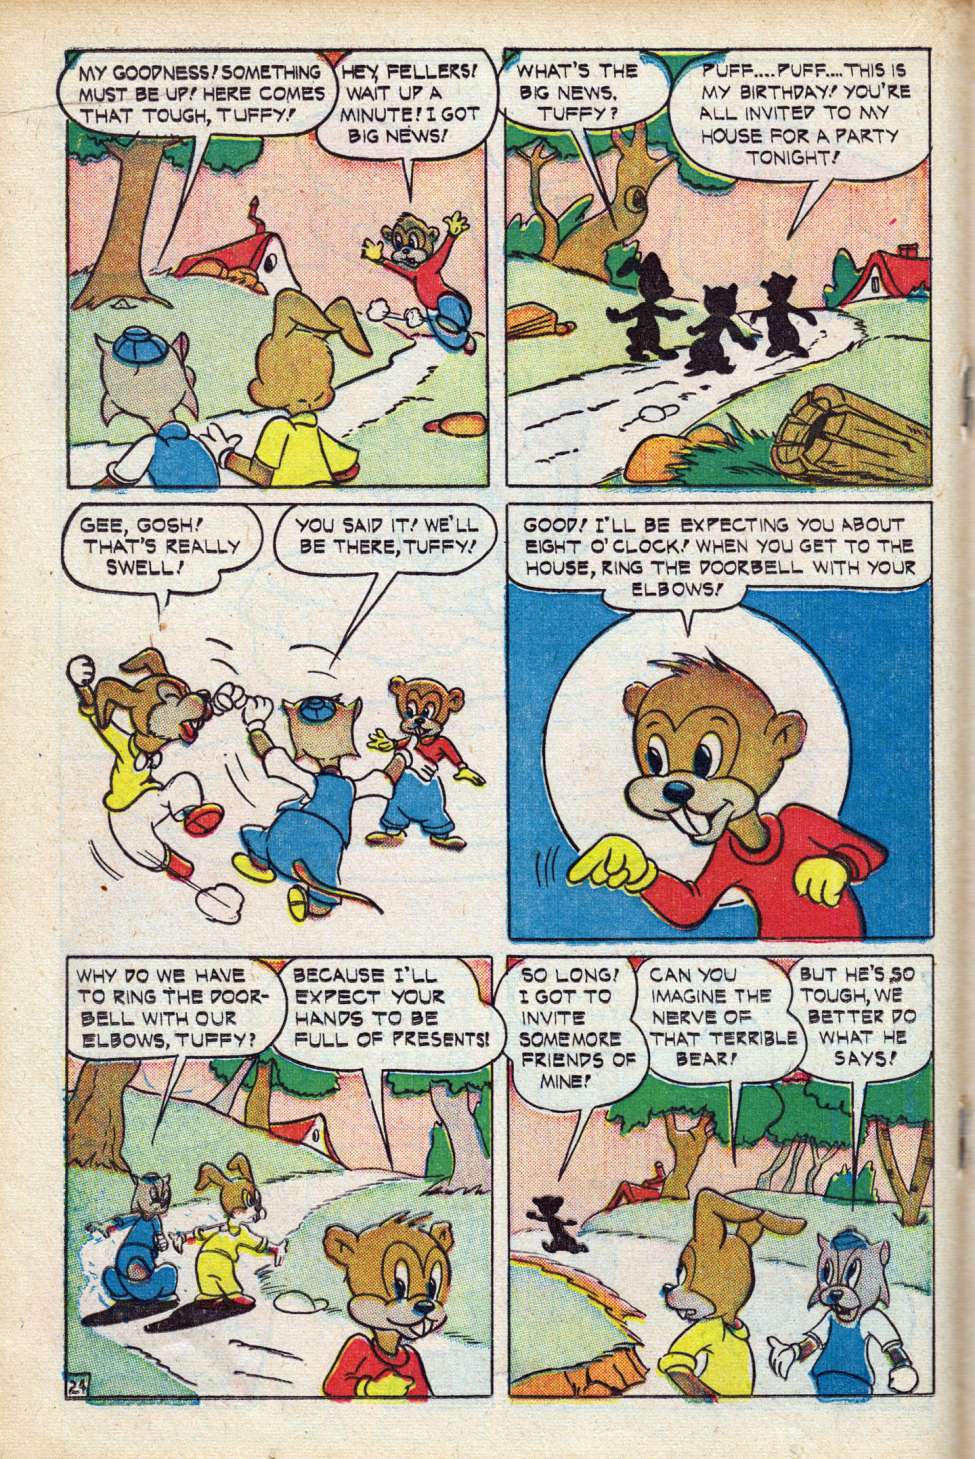 MY GOODNESS! SOMETHING
MUST BE UP! HERE COMES
THAT TOUGH, TUFFY!
HEY, FELLERS!
WAIT UP A
MINUTE! I GOT
BIG NEWS!
WHAT'S THE
BIG NEWS,
TUFFY?
PUFF....PUFF....THIS IS
MY BIRTHDAY! YOU'RE
ALL INVITED TO MY
HOUSE FOR A PARTY
TONIGHT!
GEE, GOSH!
THAT'S REALLY
SWELL!
YOU SAID IT! WE'LL
BE THERE, TUFFY!
GOOD! I'LL BE EXPECTING YOU ABOUT
EIGHT O'CLOCK! WHEN YOU GET TO THE
HOUSE, RING THE DOORBELL WITH YOUR
ELBOWS!
WHY DO WE HAVE
TO RING THE DOOR-
BELL WITH OUR
ELBOWS, TUFFY?
BECAUSE I'LL
EXPECT YOUR
HANDS TO BE
FULL OF PRESENTS!
SO LONG!
I GOT TO
INVITE
SOMEMORE
FRIENDS OF
MINE!
CAN YOU
IMAGINE THE
NERVE OF
THAT TERRIBLE
BEAR!
BUT HE'S SO
TOUGH, WE
BETTER DO
WHAT HE
SAYS!
24